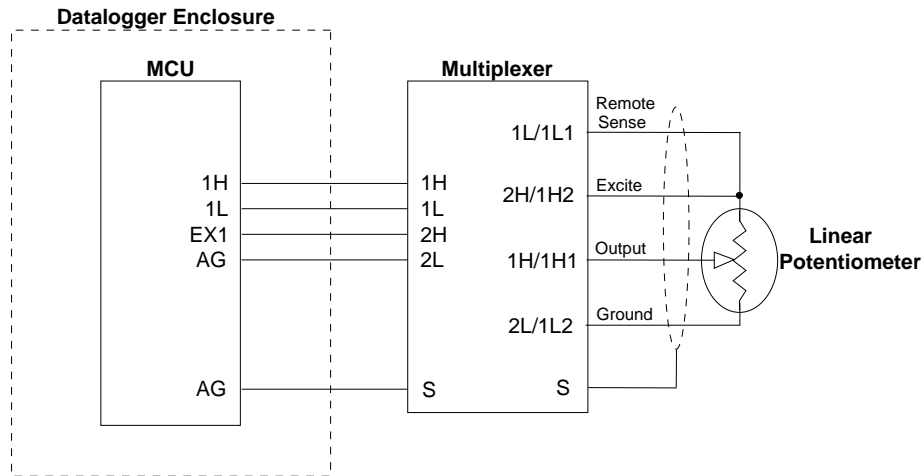 Datalogger Enclosure
MCU
Multiplexer
Remote
Sense
1L/1L1
1H
1H
2H/1H2
Excite
1L
1L
EX1
2H
Linear
Potentiometer
AG
2L
1H/1H1
Output
2L/1L2
Ground
AG
S
S